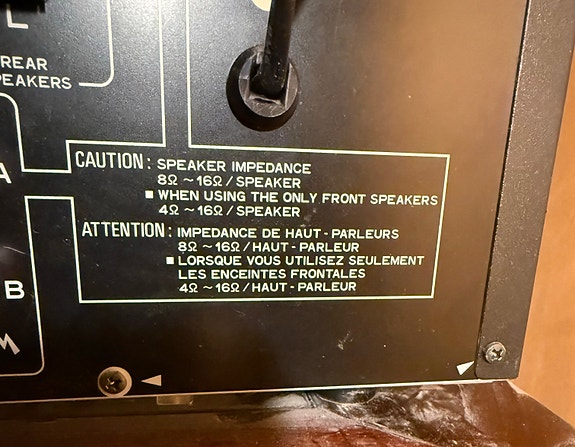 L
REAR
SPEAKERS
A
B
CAUTION : SPEAKER IMPEDANCE
8Ω ~ 16Ω / SPEAKER
■ WHEN USING THE ONLY FRONT SPEAKERS
4Ω ~ 16Ω / SPEAKER
ATTENTION : IMPEDANCE DE HAUT - PARLEURS
8Ω ~ 16Ω / HAUT - PARLEUR
■ LORSQUE VOUS UTILISEZ SEULEMENT
LES ENCEINTES FRONTALES
4Ω ~ 16Ω / HAUT - PARLEUR